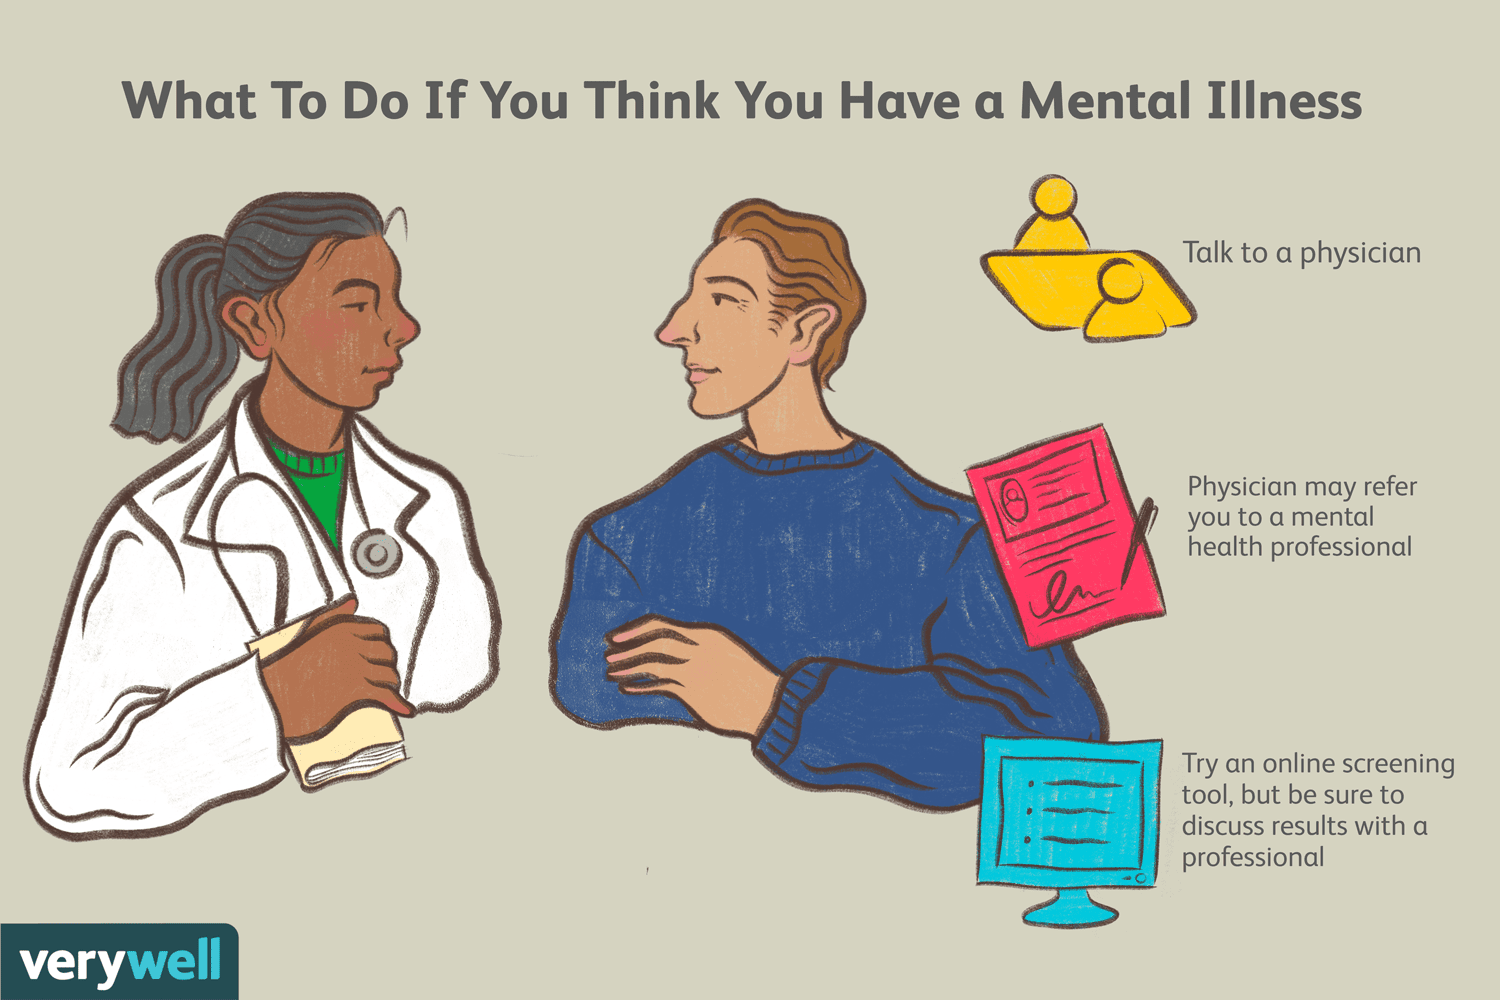 What To Do If You Think You Have a Mental Illness
Talk to a physician
Physician may refer
you to a mental
health professional
Try an online screening
tool, but be sure to
discuss results with a
professional
verywell